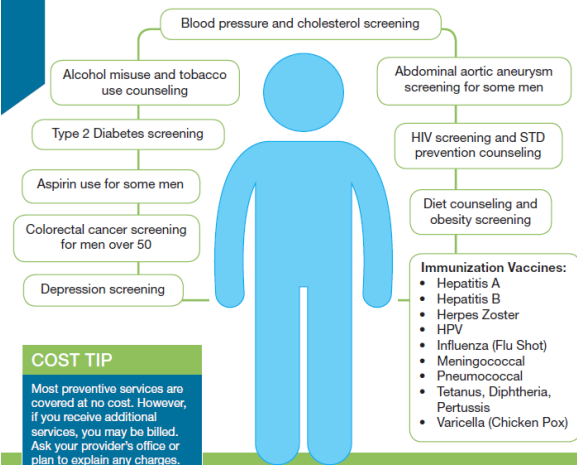 Blood pressure and cholesterol screening
Alcohol misuse and tobacco
use counseling
Type 2 Diabetes screening
Aspirin use for some men
Colorectal cancer screening
for men over 50
Depression screening
Abdominal aortic aneurysm
screening for some men
HIV screening and STD
prevention counseling
Diet counseling and
obesity screening
Immunization Vaccines:
• Hepatitis A
• Hepatitis B
• Herpes Zoster
• HPV
• Influenza (Flu Shot)
• Meningococcal
• Pneumococcal
• Tetanus, Diphtheria,
Pertussis
• Varicella (Chicken Pox)
COST TIP
Most preventive services are
covered at no cost. However,
if you receive additional
services, you may be billed.
Ask your provider's office or
plan to explain any charges.